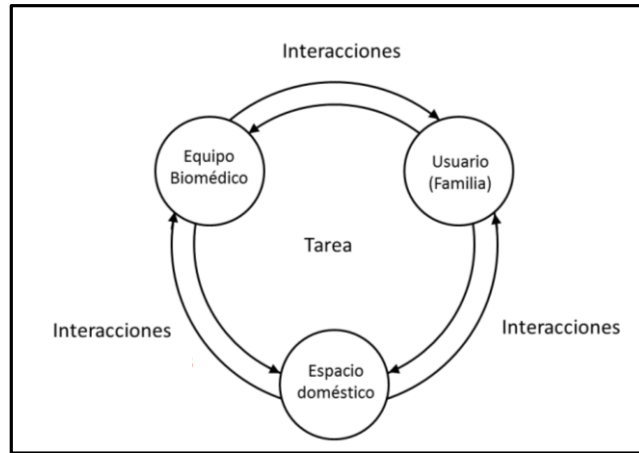 Interacciones
Equipo
Biomédico
Usuario
(Familia)
Tarea
Interacciones
Interacciones
Espacio
doméstico